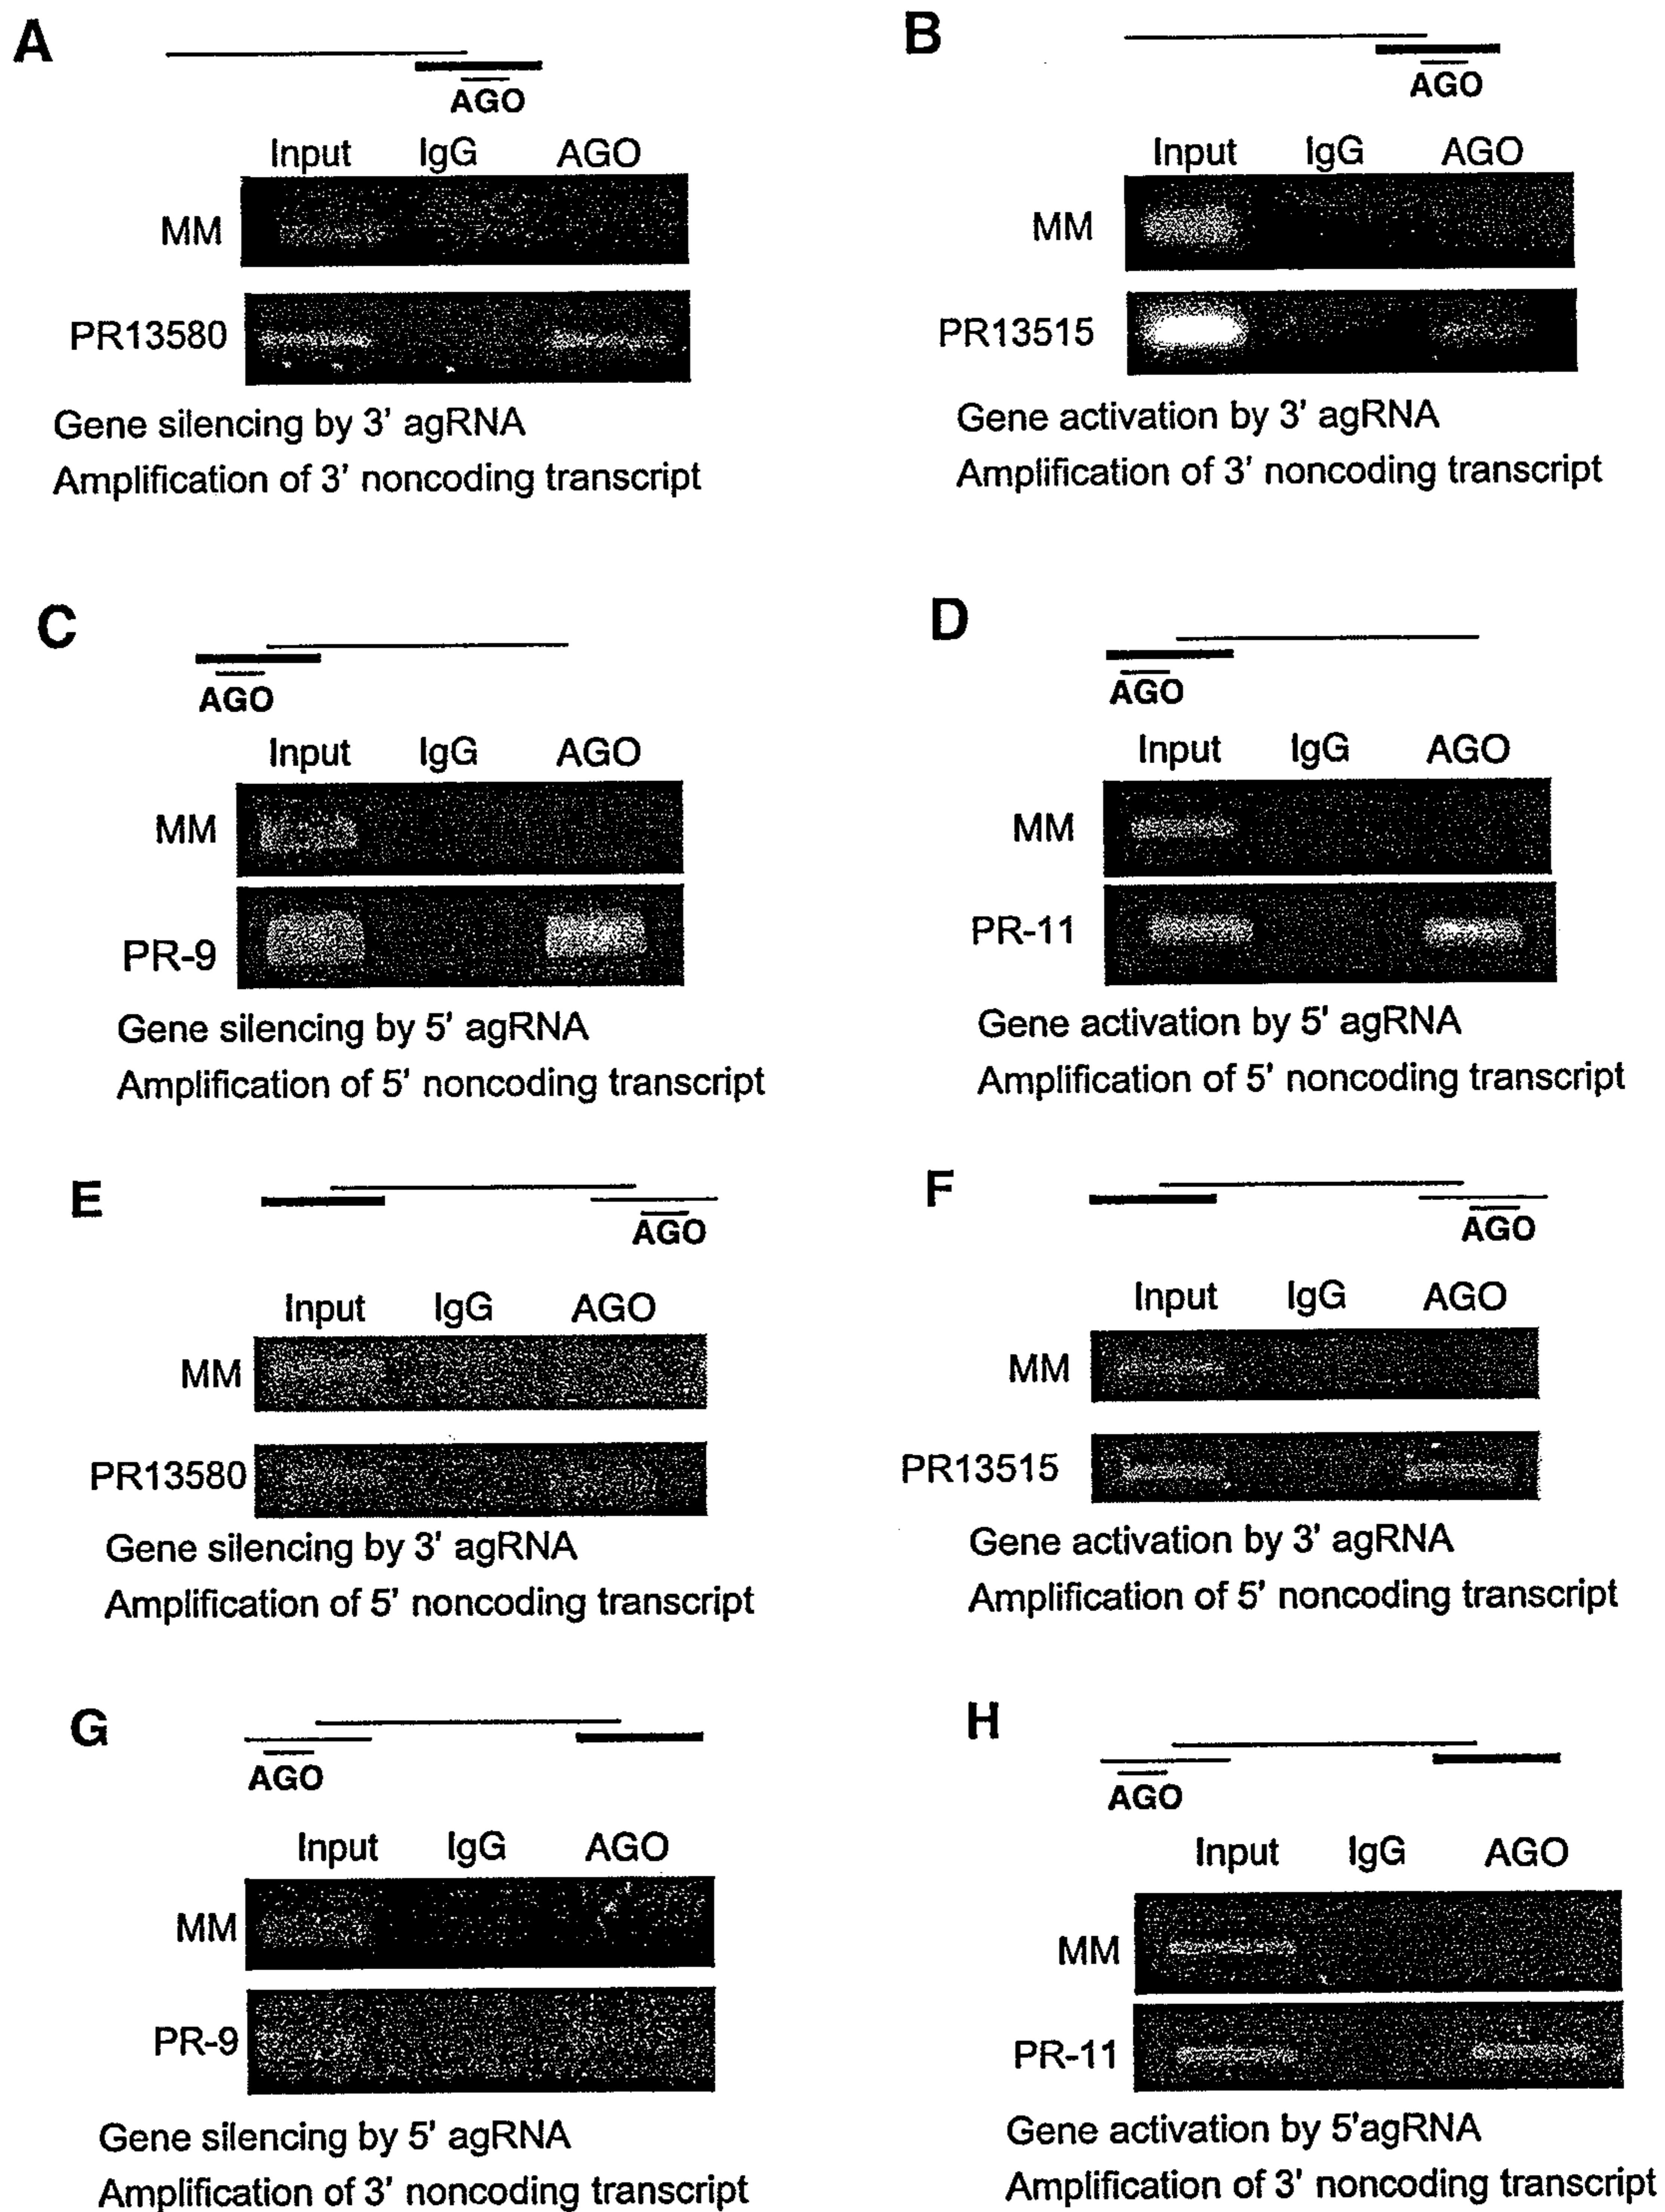 A
AGO
Input IgG AGO
MM
PR13580
Gene silencing by 3' agRNA
Amplification of 3' noncoding transcript
B
AGO
Input IgG AGO
MM
PR13515
Gene activation by 3' agRNA
Amplification of 3' noncoding transcript
C
AGO
Input IgG AGO
MM
PR-9
Gene silencing by 5' agRNA
Amplification of 5' noncoding transcript
D
AGO
Input IgG AGO
MM
PR-11
Gene activation by 5' agRNA
Amplification of 5' noncoding transcript
E
AGO
Input IgG AGO
MM
PR13580
Gene silencing by 3' agRNA
Amplification of 5' noncoding transcript
F
AGO
Input IgG AGO
MM
PR13515
Gene activation by 3' agRNA
Amplification of 5' noncoding transcript
G
AGO
Input IgG AGO
MM
PR-9
Gene silencing by 5' agRNA
Amplification of 3' noncoding transcript
H
AGO
Input IgG AGO
MM
PR-11
Gene activation by 5'agRNA
Amplification of 3' noncoding transcript